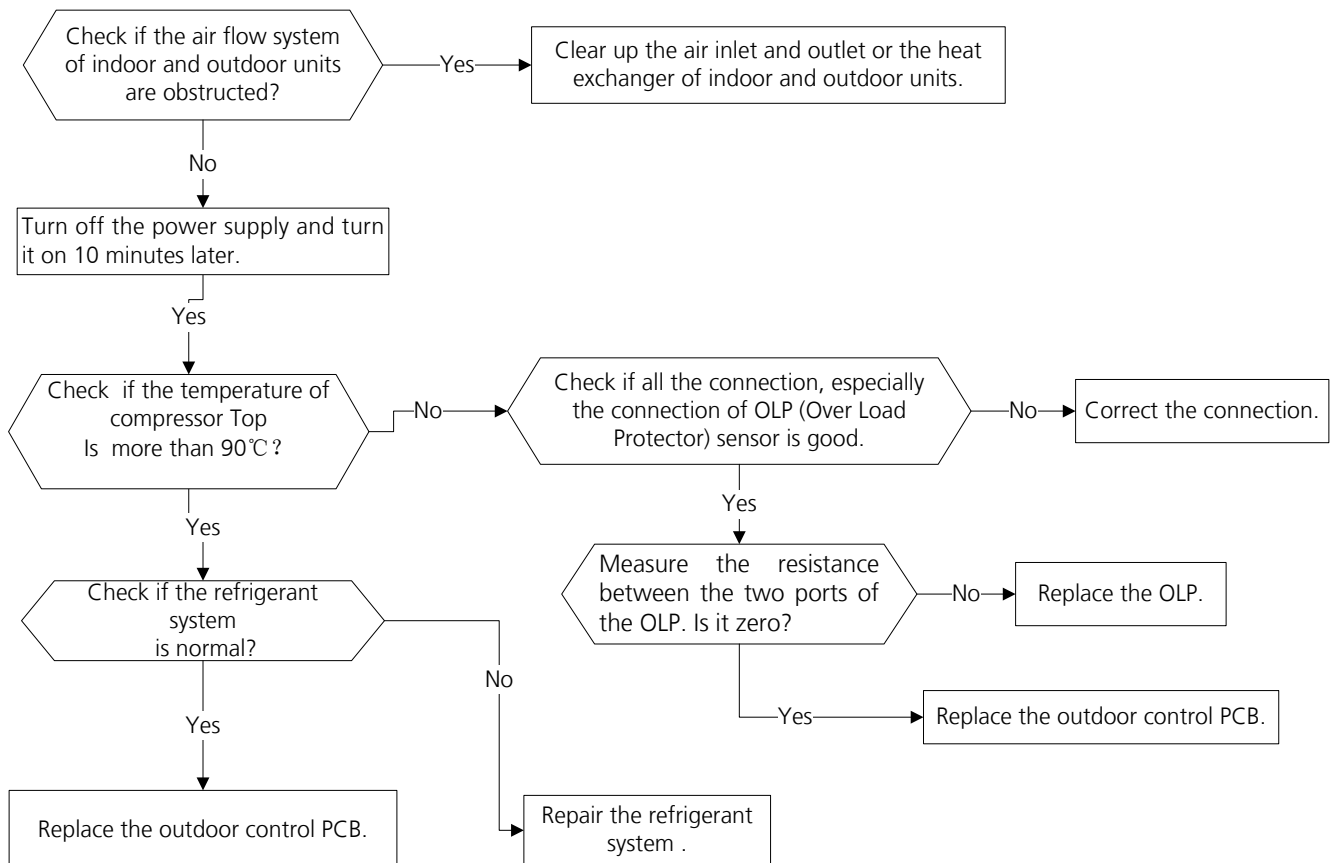 Check if the air flow system
of indoor and outdoor units
are obstructed?
Yes
Clear up the air inlet and outlet or the heat
exchanger of indoor and outdoor units.
No
Turn off the power supply and turn
it on 10 minutes later.
Yes
Check if the temperature of
compressor Top
Is more than 90℃?
No
Check if all the connection, especially
the connection of OLP (Over Load
Protector) sensor is good.
No
Correct the connection.
Yes
Yes
Measure the resistance
between the two ports of
the OLP. Is it zero?
No
Replace the OLP.
Check if the refrigerant
system
is normal?
No
Yes
Yes
Replace the outdoor control PCB.
Replace the outdoor control PCB.
Repair the refrigerant
system .